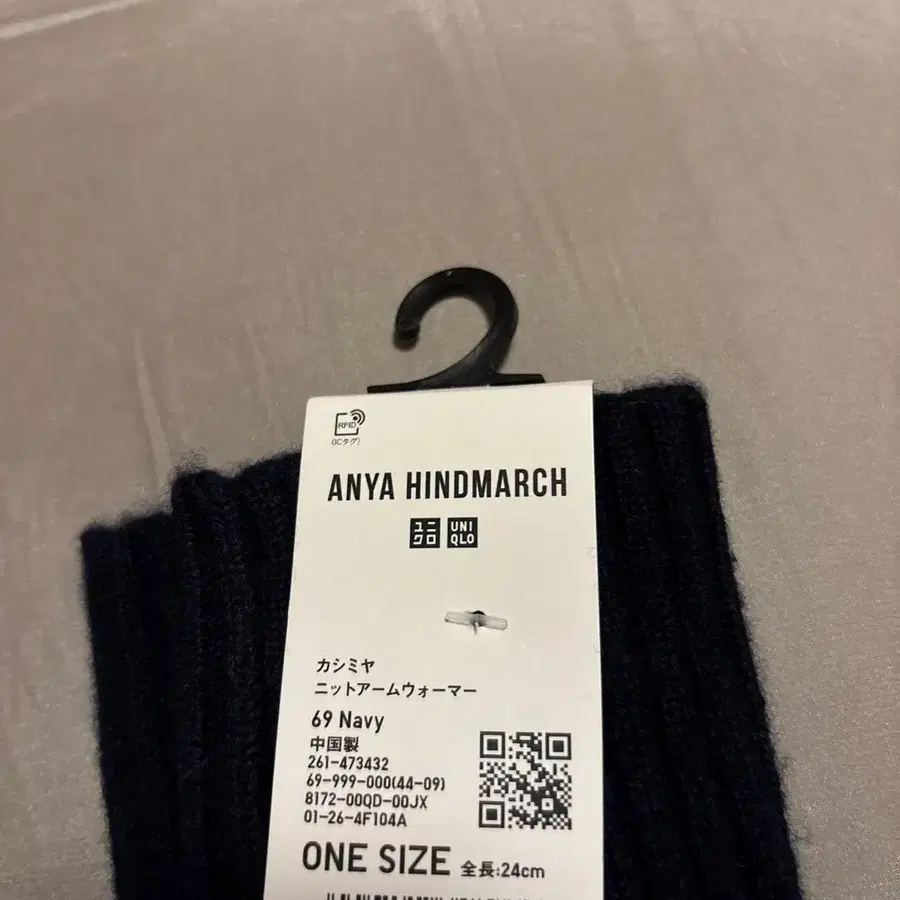 RFID
(ICタグ)
ANYA HINDMARCH
ユニクロ UNIQLO
カシミヤ
ニットアームウォーマー
69 Navy
中国製
261-473432
69-999-000(44-09)
8172-00QD-00JX
01-26-4F104A
ONE SIZE 全長:24cm